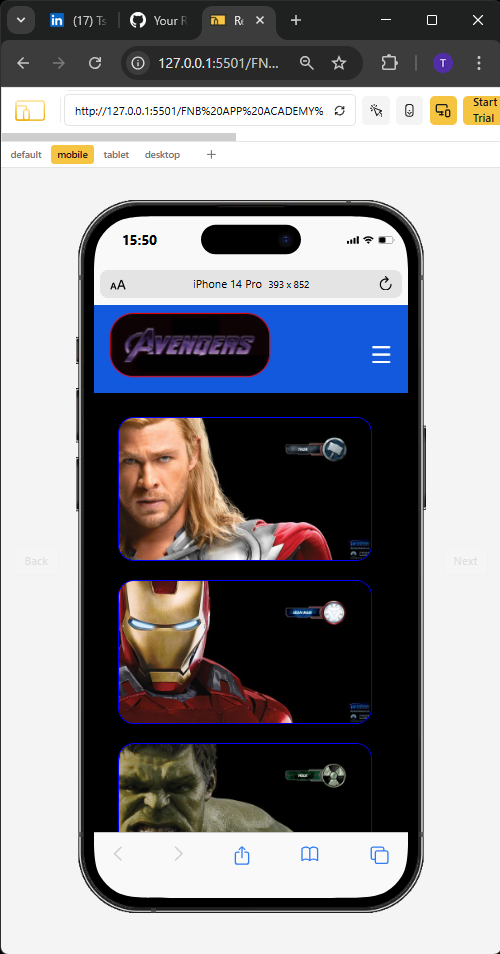 (17) Ts
Your R
Re
127.0.0.1:5501/FN...
T
http://127.0.0.1:5501/FNB%20APP%20ACADEMY%
Start
Trial
default
mobile
tablet
desktop
15:50
AA
iPhone 14 Pro 393 x 852
AVENGERS
THOR
Back
Next
IRON MAN
HULK